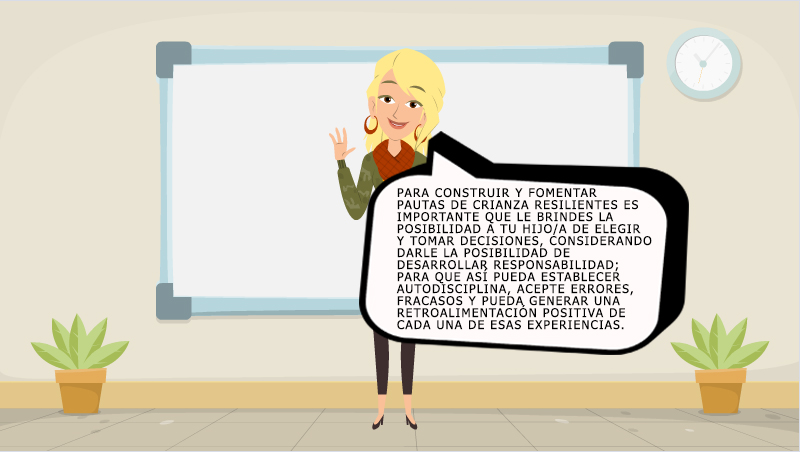 PARA CONSTRUIR Y FOMENTAR
PAUTAS DE CRIANZA RESILIENTES ES
IMPORTANTE QUE LE BRINDES LA
POSIBILIDAD A TU HIJO/A DE ELEGIR
Y TOMAR DECISIONES, CONSIDERANDO
DARLE LA POSIBILIDAD DE
DESARROLLAR RESPONSABILIDAD;
PARA QUE ASÍ PUEDA ESTABLECER
AUTODISCIPLINA, ACEPTE ERRORES,
FRACASOS Y PUEDA GENERAR UNA
RETROALIMENTACIÓN POSITIVA DE
CADA UNA DE ESAS EXPERIENCIAS.